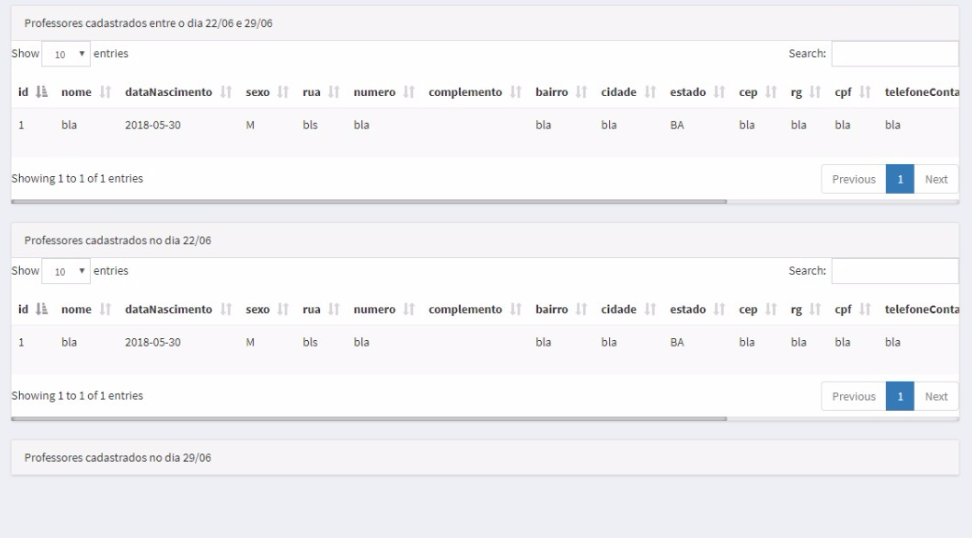 Professores cadastrados entre o dia 22/06 e 29/06
Show 10 entries Search:
id nome dataNascimento sexo rua numero complemento bairro cidade estado cep rg cpf telefoneConta
1 bla 2018-05-30 M bls bla bla bla BA bla bla bla bla
Showing 1 to 1 of 1 entries Previous 1 Next
Professores cadastrados no dia 22/06
Show 10 entries Search:
id nome dataNascimento sexo rua numero complemento bairro cidade estado cep rg cpf telefoneConta
1 bla 2018-05-30 M bls bla bla bla BA bla bla bla bla
Showing 1 to 1 of 1 entries Previous 1 Next
Professores cadastrados no dia 29/06